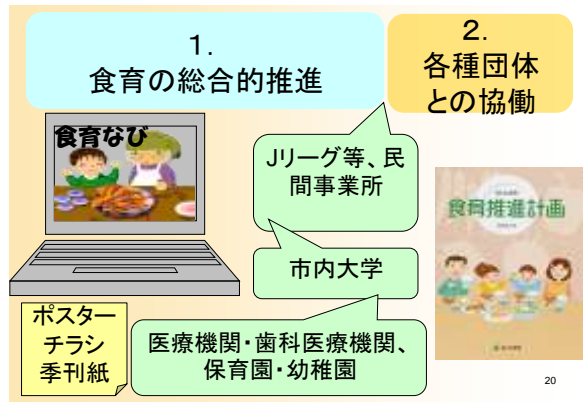 1.
食育の総合的推進
2.
各種団体
との協働
食育なび
Jリーグ等、民
間事業所
市内大学
食育推進計画
ポスター
チラシ
季刊紙
医療機関・歯科医療機関、
保育園・幼稚園
20